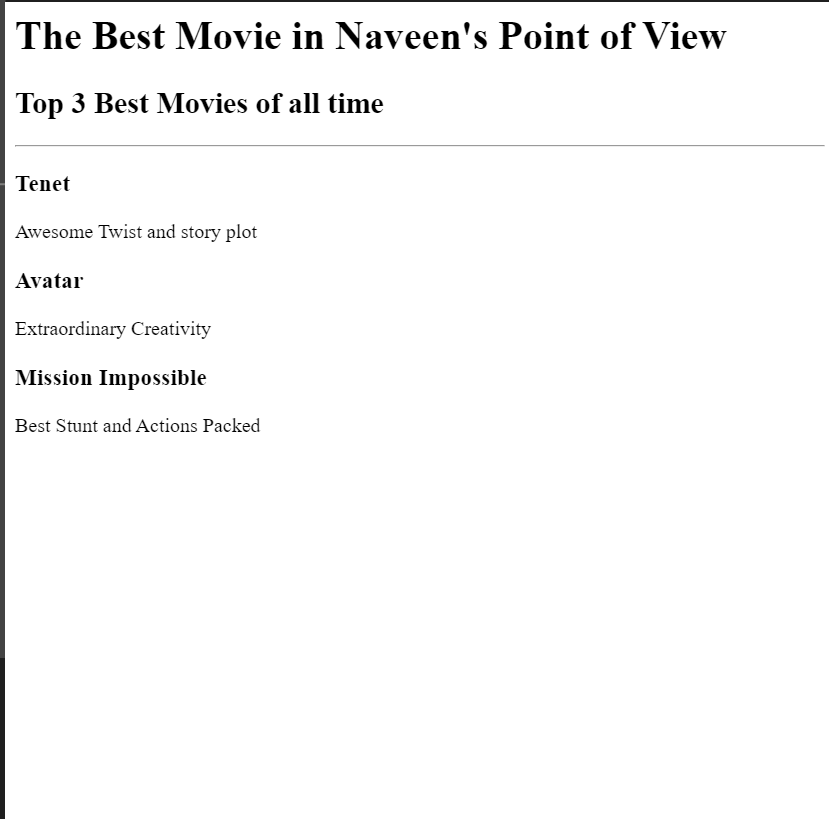 The Best Movie in Naveen's Point of View
Top 3 Best Movies of all time
Tenet
Awesome Twist and story plot
Avatar
Extraordinary Creativity
Mission Impossible
Best Stunt and Actions Packed